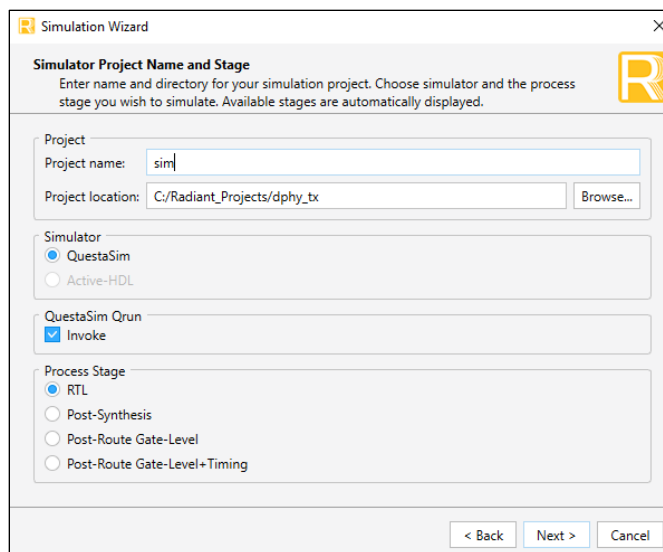 Simulation Wizard
Simulator Project Name and Stage
Enter name and directory for your simulation project. Choose simulator and the process
stage you wish to simulate. Available stages are automatically displayed.
Project
Project name: sim
Project location: C:/Radiant_Projects/dphy_tx Browse...
Simulator
QuestaSim
Active-HDL
QuestaSim Qrun
Invoke
Process Stage
RTL
Post-Synthesis
Post-Route Gate-Level
Post-Route Gate-Level+Timing
< Back Next > Cancel